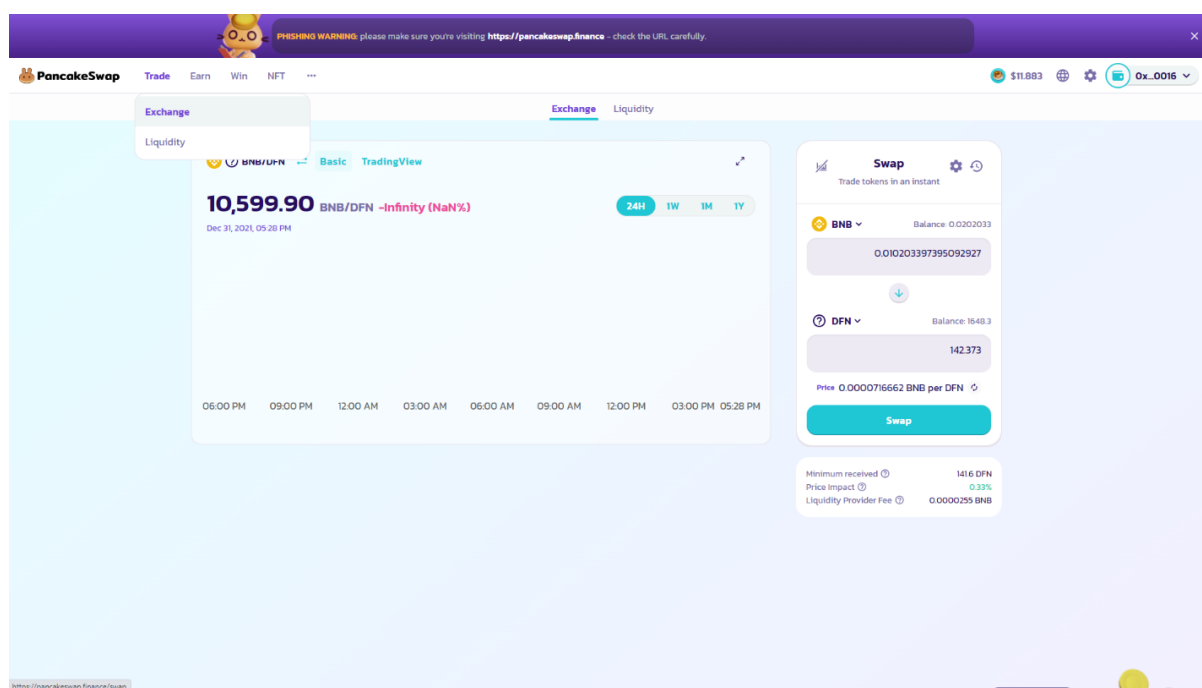 PHISHING WARNING: please make sure you're visiting https://pancakeswap.finance - check the URL carefully.
PancakeSwap Trade Earn Win NFT ... $11.883 0x...0016
Exchange
Liquidity
Exchange Liquidity
BNB/DFN Basic TradingView
10,599.90 BNB/DFN -Infinity (NaN%)
24H 1W 1M 1Y
Dec 31, 2021, 05:28 PM
06:00 PM 09:00 PM 12:00 AM 03:00 AM 06:00 AM 09:00 AM 12:00 PM 03:00 PM 05:28 PM
Swap
Trade tokens in an instant
BNB Balance: 0.0202033
0.010203397395092927
DFN Balance: 1648.3
142.373
Price 0.0000716662 BNB per DFN
Swap
Minimum received 141.6 DFN
Price Impact 0.33%
Liquidity Provider Fee 0.0000255 BNB
https://pancakeswap.finance/swap